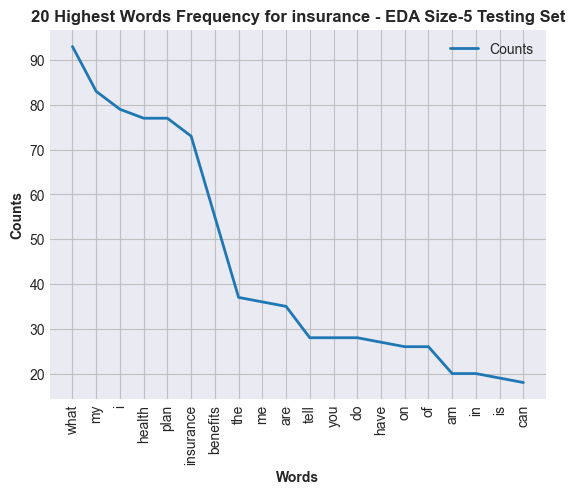 20 Highest Words Frequency for insurance - EDA Size-5 Testing Set
Counts
90
80
70
60
50
40
30
20
Counts
what
my
i
health
plan
insurance
benefits
the
me
are
tell
you
do
have
on
of
am
in
is
can
Words